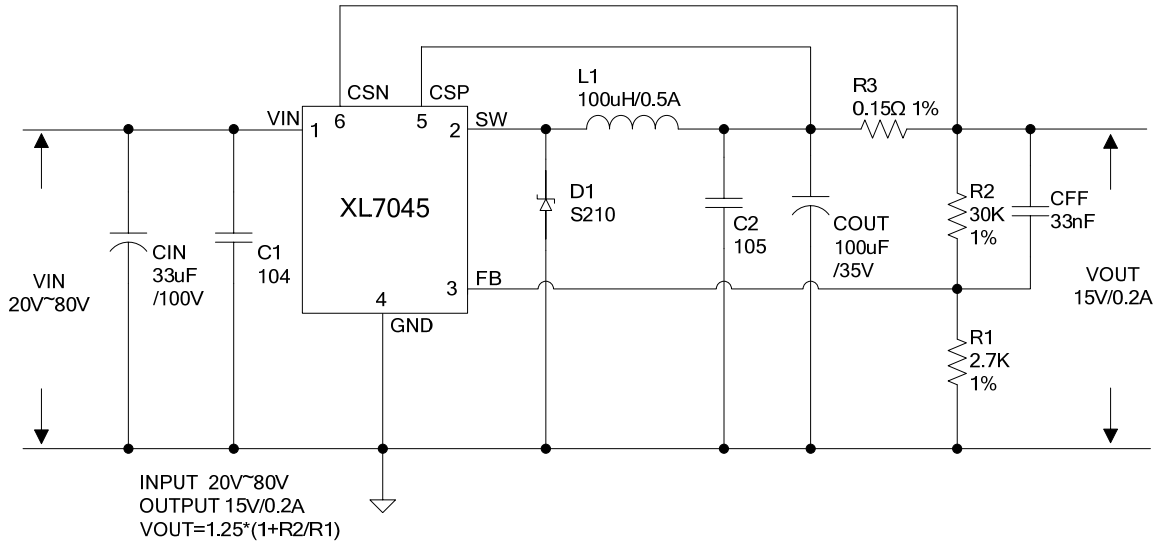 CSN
CSP
L1
100uH/0.5A
R3
0.15Ω 1%
VIN
1
6
5
2
SW
XL7045
D1
S210
R2
30K
1%
CFF
33nF
C2
105
COUT
100uF
/35V
CIN
33uF
/100V
C1
104
VIN
20V~80V
VOUT
15V/0.2A
3
FB
4
GND
R1
2.7K
1%
INPUT 20V~80V
OUTPUT 15V/0.2A
VOUT=1.25*(1+R2/R1)